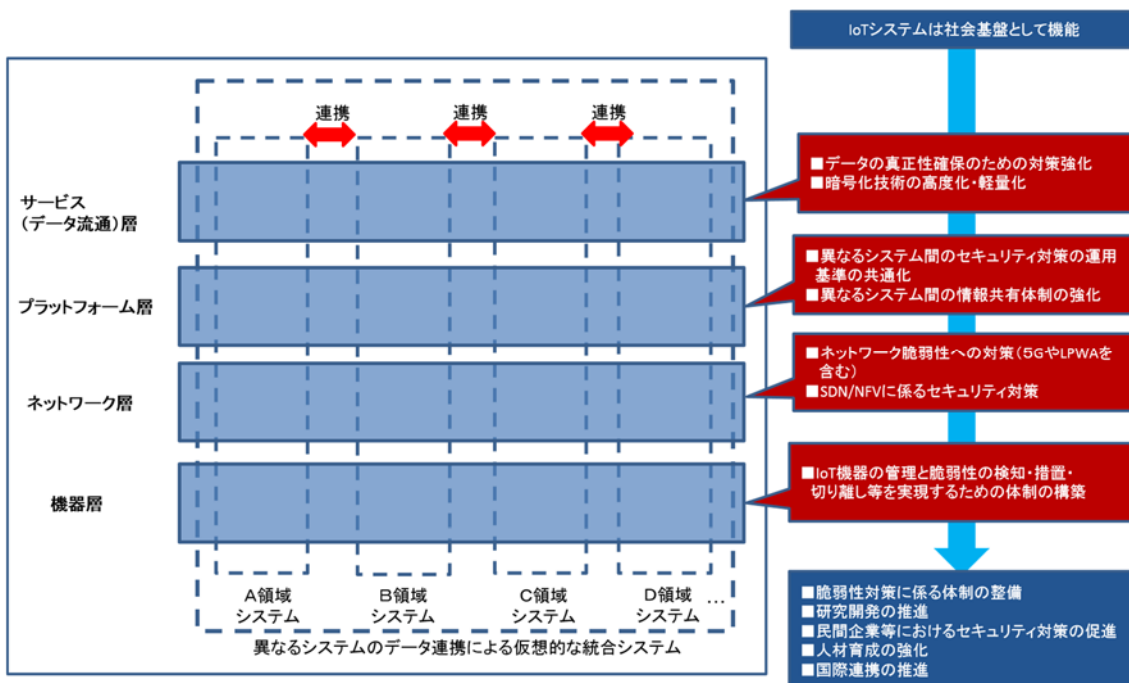 IoTシステムは社会基盤として機能
連携 連携 連携
サービス
(データ流通)層
プラットフォーム層
ネットワーク層
機器層
A領域
システム
B領域
システム
C領域
システム
D領域
システム
…
異なるシステムのデータ連携による仮想的な統合システム
■データの真正性確保のための対策強化
■暗号化技術の高度化・軽量化
■異なるシステム間のセキュリティ対策の運用
基準の共通化
■異なるシステム間の情報共有体制の強化
■ネットワーク脆弱性への対策(5GやLPWAを
含む)
■SDN/NFVに係るセキュリティ対策
■IoT機器の管理と脆弱性の検知・措置・
切り離し等を実現するための体制の構築
■脆弱性対策に係る体制の整備
■研究開発の推進
■民間企業等におけるセキュリティ対策の促進
■人材育成の強化
■国際連携の推進